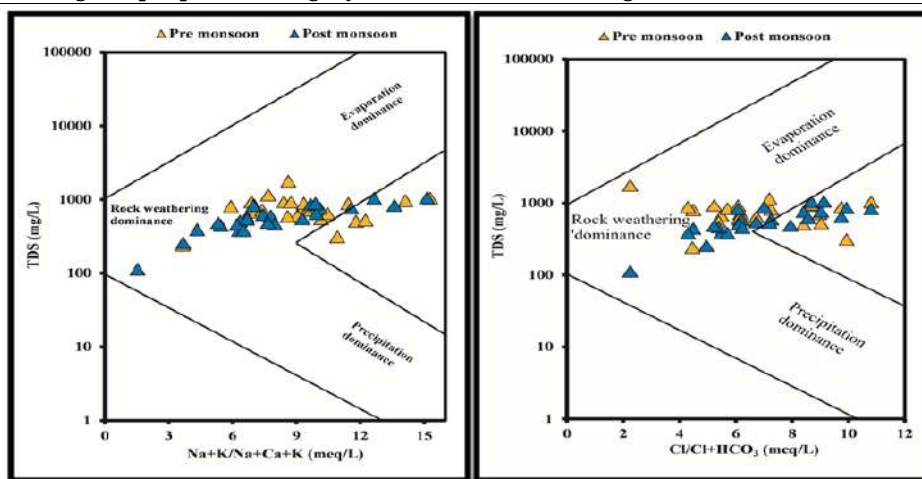 Pre monsoon
Post monsoon
100000
10000
1000
100
10
1
TDS (mg/L)
Evaporation
dominance
Rock weathering
dominance
Precipitation
dominance
0
3
6
9
12
15
Na+K/Na+Ca+K (meq/L)
Pre monsoon
Post monsoon
100000
10000
1000
100
10
1
TDS (mg/L)
Evaporation
dominance
Rock weathering
dominance
Precipitation
dominance
0
2
4
6
8
10
12
Cl/Cl+HCO₃ (meq/L)